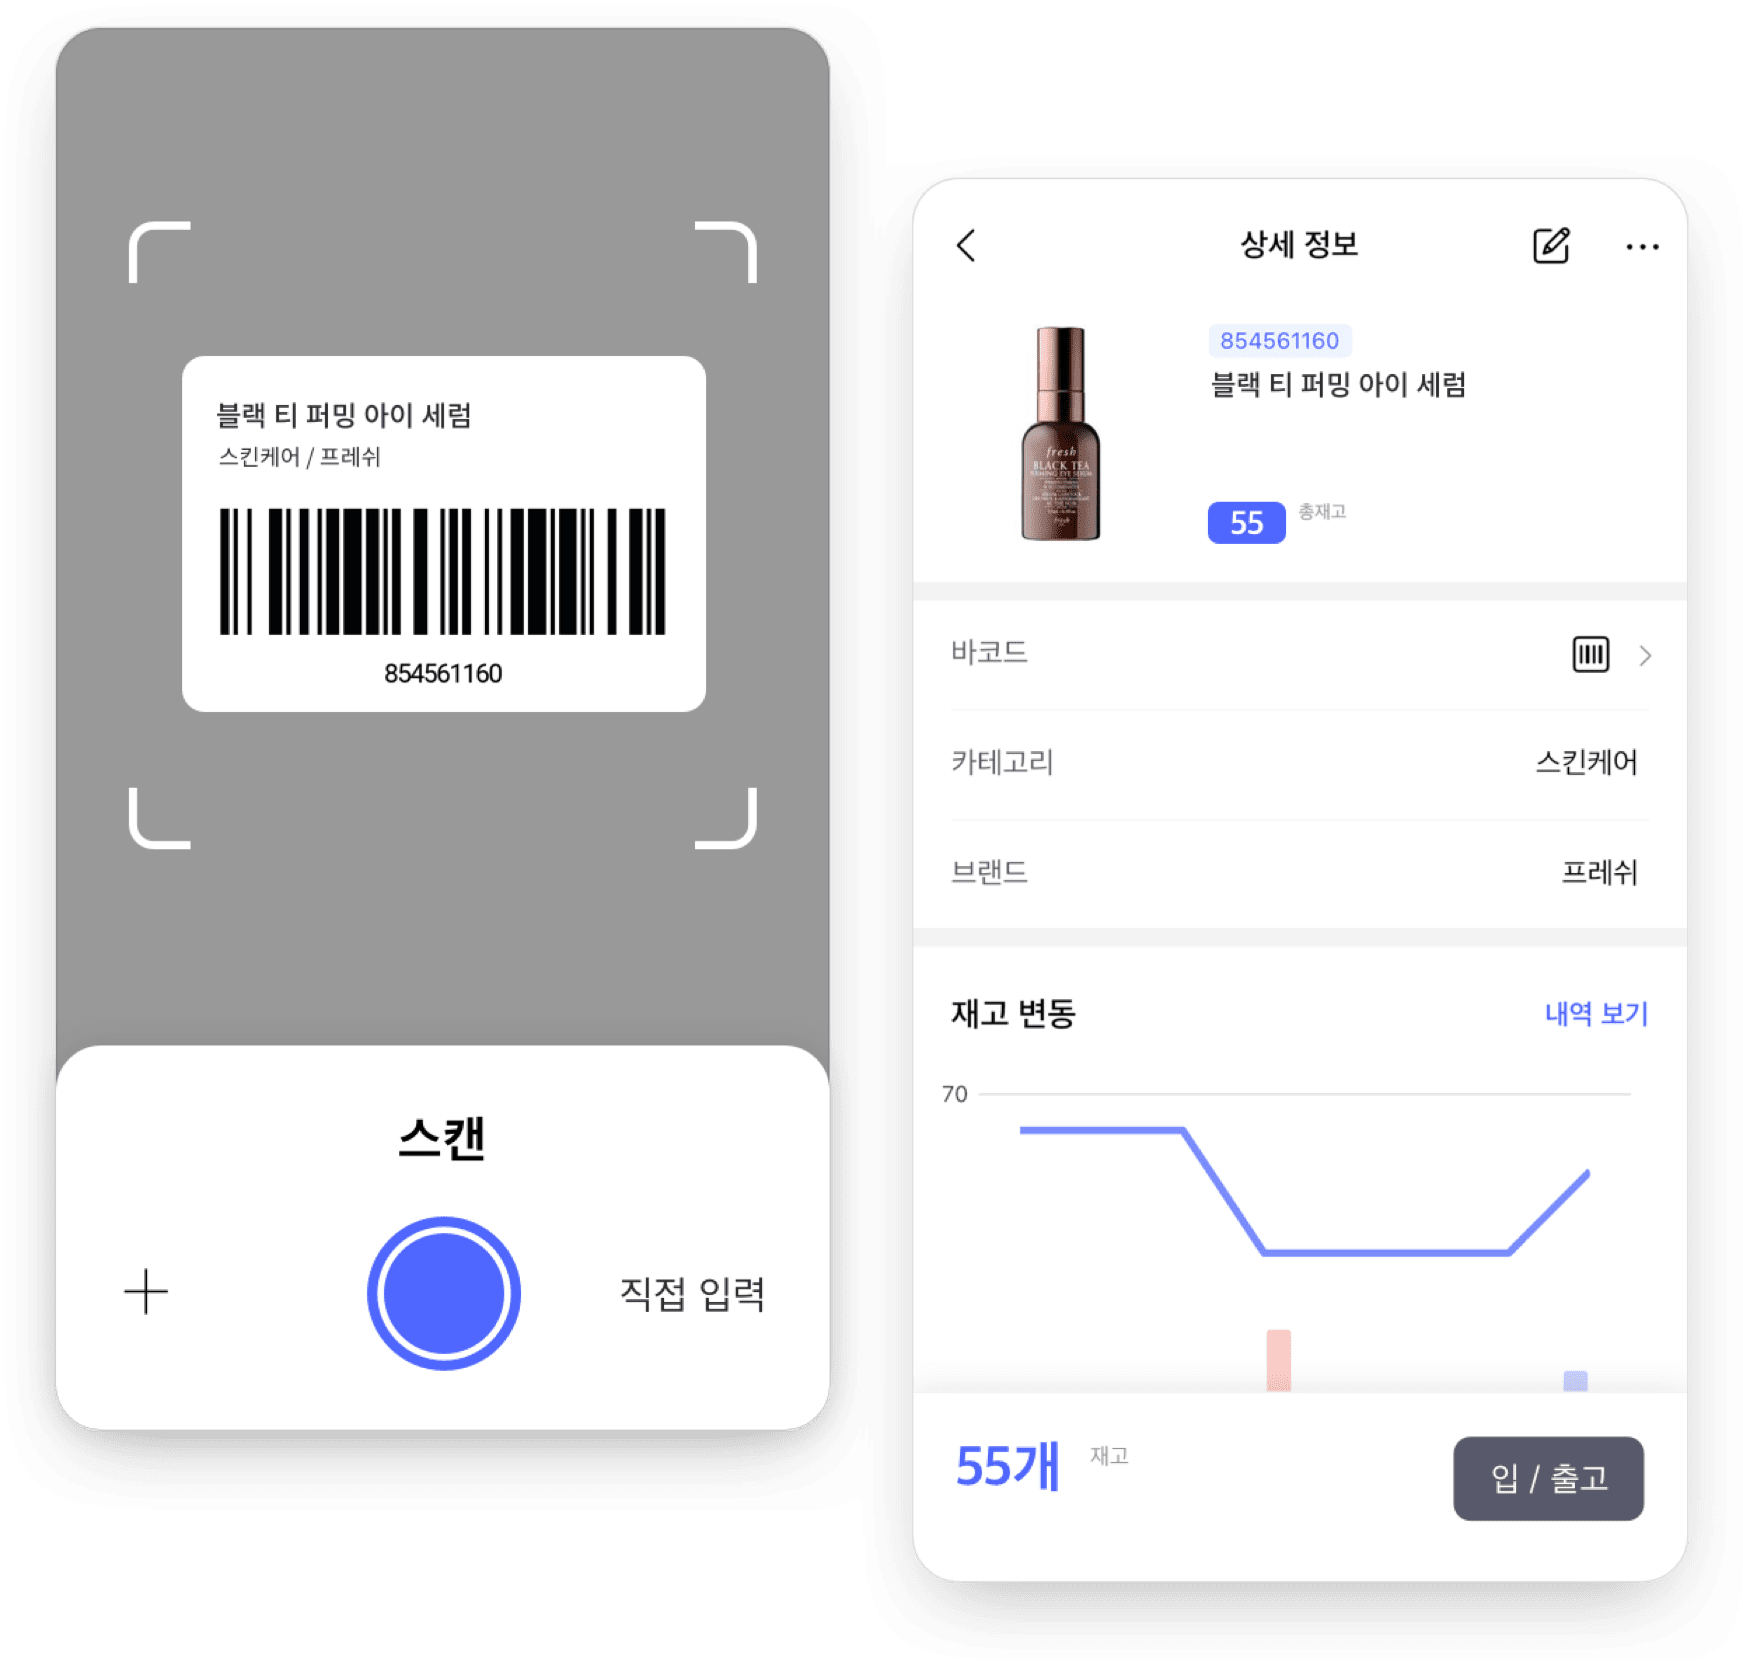 블랙 티 퍼밍 아이 세럼
스킨케어 / 프레쉬
854561160
스캔
직접 입력
상세 정보
854561160
블랙 티 퍼밍 아이 세럼
fresh
BLACK TEA
FIRMING EYE SERUM
fresh
55 총재고
바코드
카테고리 스킨케어
브랜드 프레쉬
재고 변동 내역 보기
70
55개 재고
입 / 출고